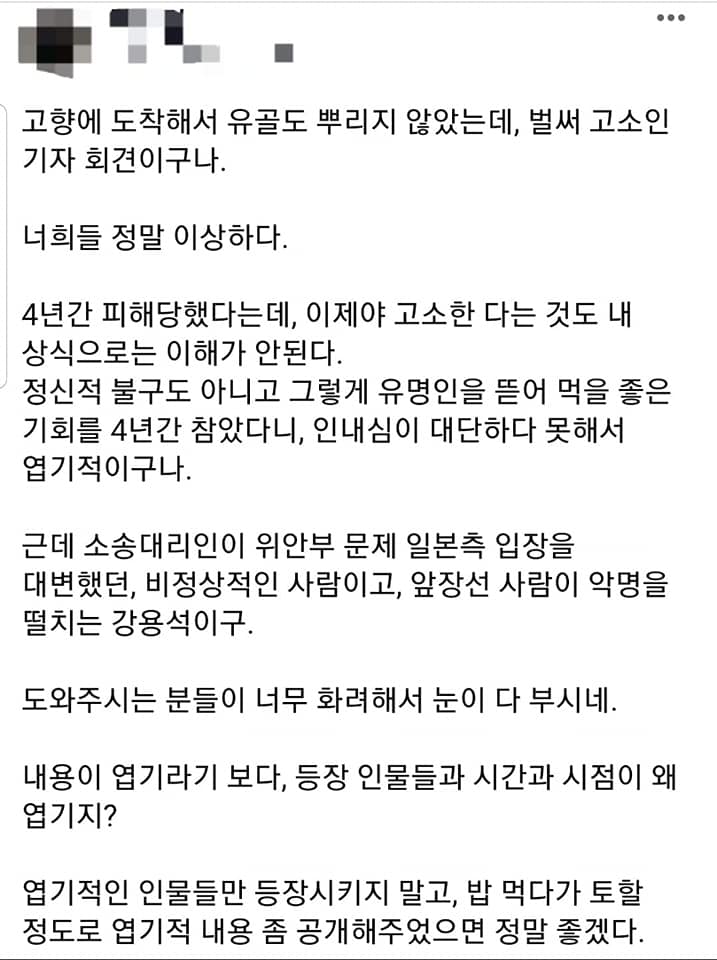 고향에 도착해서 유골도 뿌리지 않았는데, 벌써 고소인
기자 회견이구나.
너희들 정말 이상하다.
4년간 피해당했다는데, 이제야 고소한 다는 것도 내
상식으로는 이해가 안된다.
정신적 불구도 아니고 그렇게 유명인을 뜯어 먹을 좋은
기회를 4년간 참았다니, 인내심이 대단하다 못해서
엽기적이구나.
근데 소송대리인이 위안부 문제 일본측 입장을
대변했던, 비정상적인 사람이고, 앞장선 사람이 악명을
떨치는 강용석이구.
도와주시는 분들이 너무 화려해서 눈이 다 부시네.
내용이 엽기라기 보다, 등장 인물들과 시간과 시점이 왜
엽기지?
엽기적인 인물들만 등장시키지 말고, 밥 먹다가 토할
정도로 엽기적 내용 좀 공개해주었으면 정말 좋겠다.